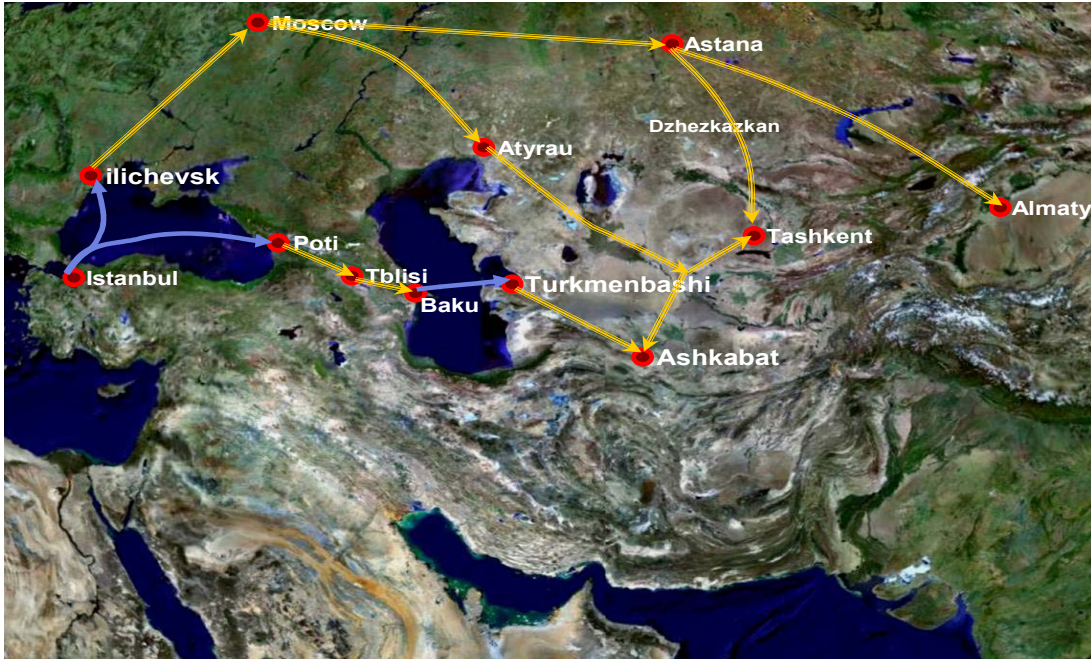 Moscow
Astana
Dzhezkazkan
Atyrau
ilichevsk
Almaty
Poti
Tashkent
Istanbul
Tblisi
Turkmenbashi
Baku
Ashkabat